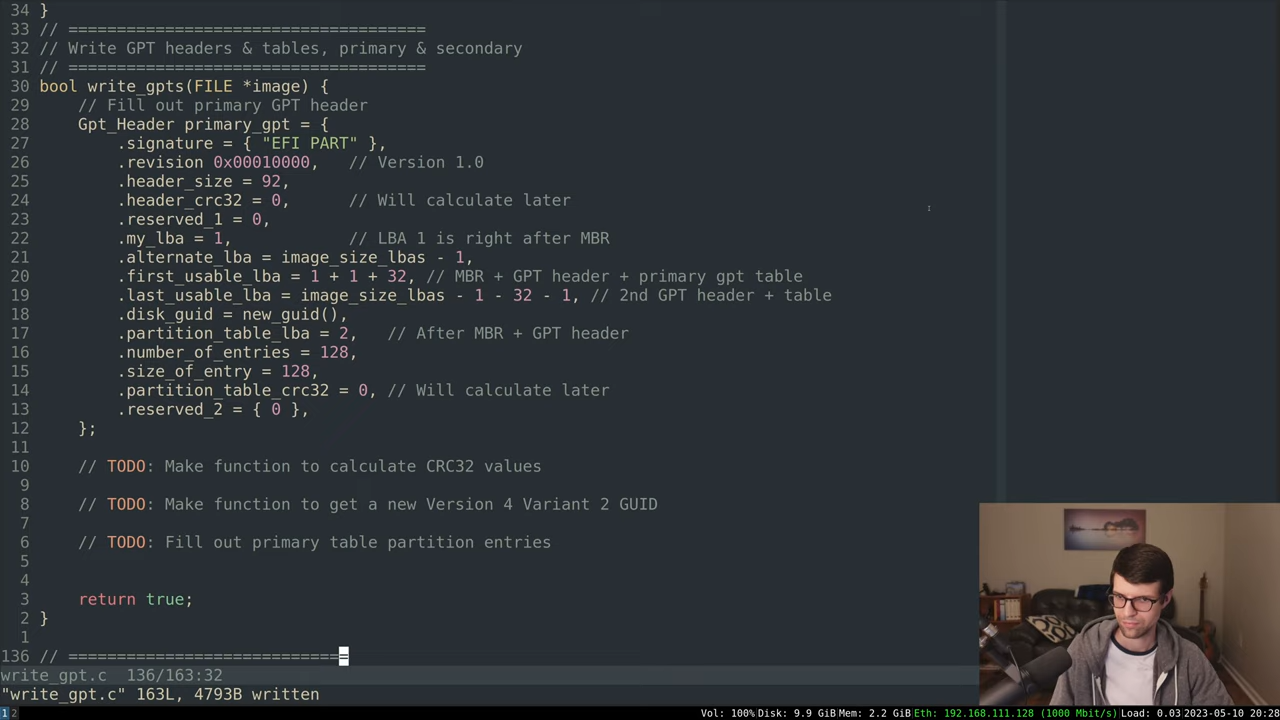 34 }
33 // =====================================
32 // Write GPT headers & tables, primary & secondary
31 // =====================================
30 bool write_gpts(FILE *image) {
29     // Fill out primary GPT header
28     Gpt_Header primary_gpt = {
27         .signature = { "EFI PART" },
26         .revision 0x00010000,   // Version 1.0
25         .header_size = 92,
24         .header_crc32 = 0,      // Will calculate later
23         .reserved_1 = 0,
22         .my_lba = 1,            // LBA 1 is right after MBR
21         .alternate_lba = image_size_lbas - 1,
20         .first_usable_lba = 1 + 1 + 32, // MBR + GPT header + primary gpt table
19         .last_usable_lba = image_size_lbas - 1 - 32 - 1, // 2nd GPT header + table
18         .disk_guid = new_guid(),
17         .partition_table_lba = 2,   // After MBR + GPT header
16         .number_of_entries = 128,
15         .size_of_entry = 128,
14         .partition_table_crc32 = 0, // Will calculate later
13         .reserved_2 = { 0 },
12     };
11
10     // TODO: Make function to calculate CRC32 values
9
8     // TODO: Make function to get a new Version 4 Variant 2 GUID
7
6     // TODO: Fill out primary table partition entries
5
4
3     return true;
2 }
1
136 // =============================
write_gpt.c  136/163:32
"write_gpt.c" 163L, 4793B written
1 2 Vol: 100% Disk: 9.9 GiB Mem: 2.2 GiB Eth: 192.168.111.128 (1000 Mbit/s) Load: 0.03 2023-05-10 20:28